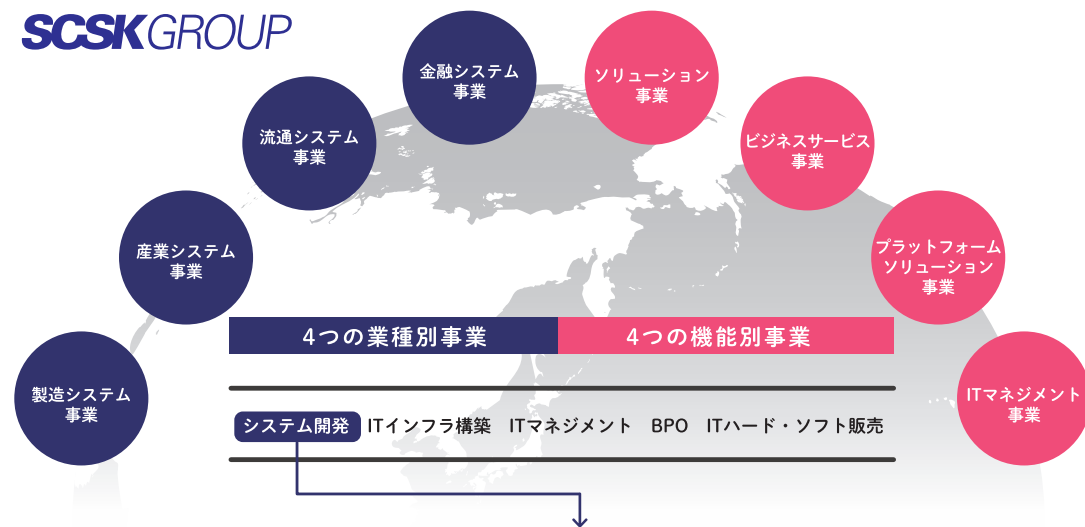 SCSK GROUP
金融システム
事業
ソリューション
事業
流通システム
事業
ビジネスサービス
事業
産業システム
事業
プラットフォーム
ソリューション
事業
4つの業種別事業
4つの機能別事業
製造システム
事業
ITマネジメント
事業
システム開発 ITインフラ構築 ITマネジメント BPO ITハード・ソフト販売